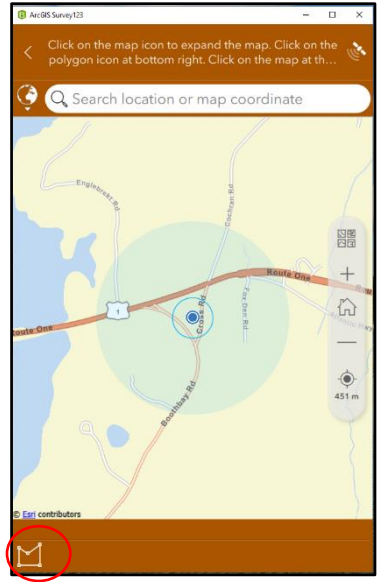 ArcGIS Survey123
Click on the map icon to expand the map. Click on the
polygon icon at bottom right. Click on the map at th...
Search location or map coordinate
Englebrekt Rd
Cochran Rd
Route One
Fox Den Rd
Cross Rd
1
Route One
Boothbay Rd
451 m
© Esri contributors